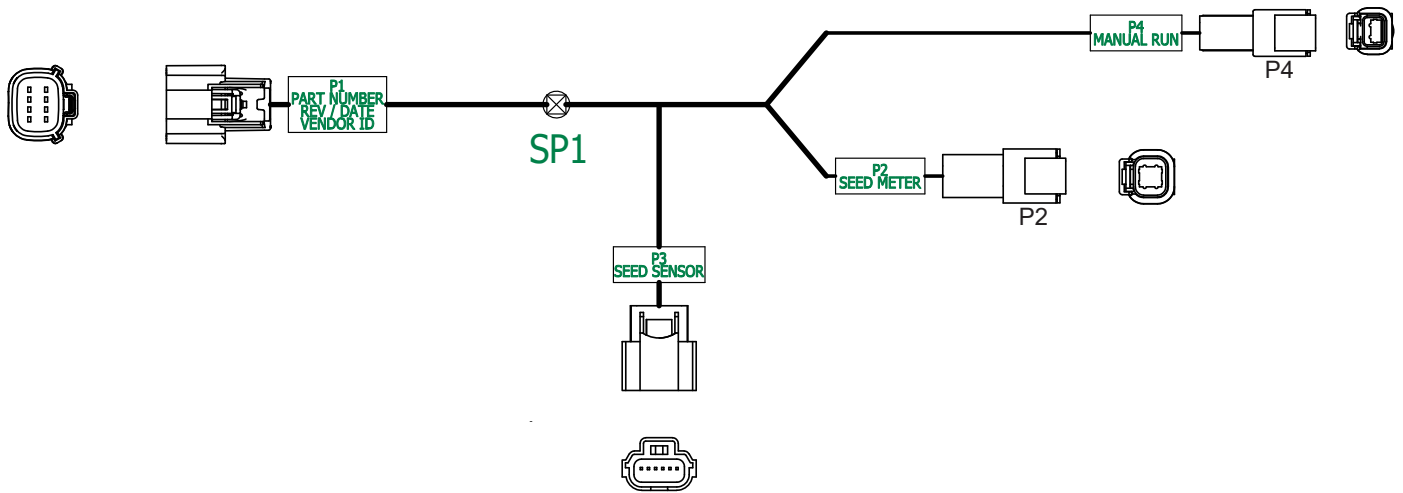 P4
MANUAL RUN
P4
P1
PART NUMBER
REV / DATE
VENDOR ID
SP1
P2
SEED METER
P2
P3
SEED SENSOR